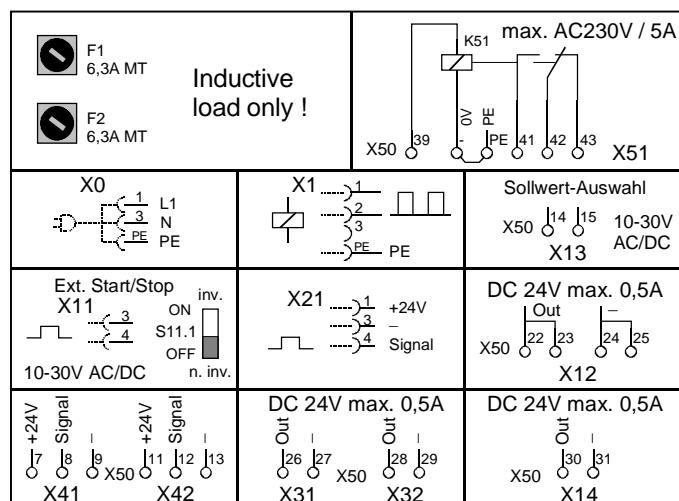 F1
6,3A MT
F2
6,3A MT
Inductive
load only !
max. AC230V / 5A
K51
0V
PE
X50 39 - PE 41 42 43 X51
X0
1 L1
3 N
PE PE
X1
1
2
3
PE PE
Sollwert-Auswahl
X50 14 15 10-30V
AC/DC
X13
Ext. Start/Stop
X11
inv.
ON
3
S11.1
4
OFF
10-30V AC/DC
n. inv.
X21
1 +24V
3 –
4 Signal
DC 24V max. 0,5A
Out –
X50 22 23 24 25
X12
+24V Signal – +24V Signal –
7 8 9 X50 11 12 13
X41 X42
DC 24V max. 0,5A
Out – Out –
26 27 X50 28 29
X31 X32
DC 24V max. 0,5A
Out –
X50 30 31
X14